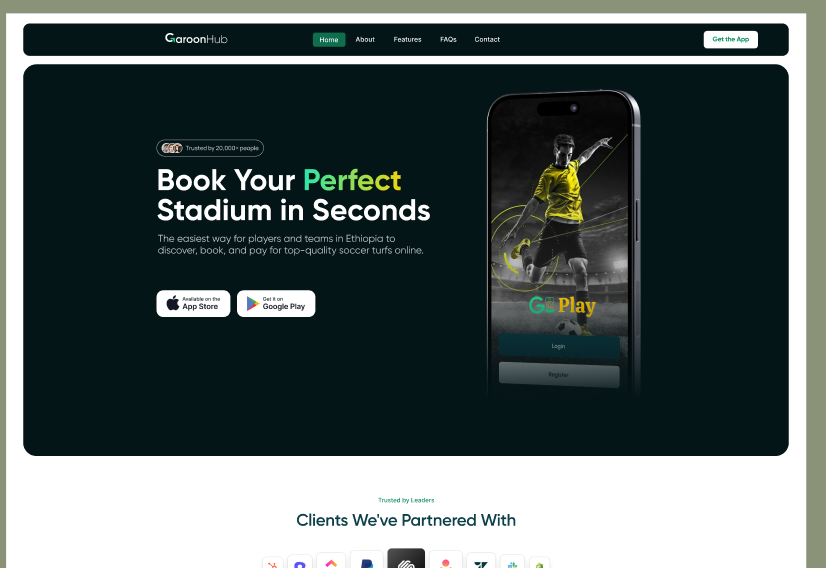 GaroonHub
Home
About
Features
FAQs
Contact
Get the App
Trusted by 20,000+ people
Book Your Perfect
Stadium in Seconds
The easiest way for players and teams in Ethiopia to
discover, book, and pay for top-quality soccer turfs online.
Available on the
App Store
Get it on
Google Play
Go Play
Login
Register
Trusted by Leaders
Clients We've Partnered With